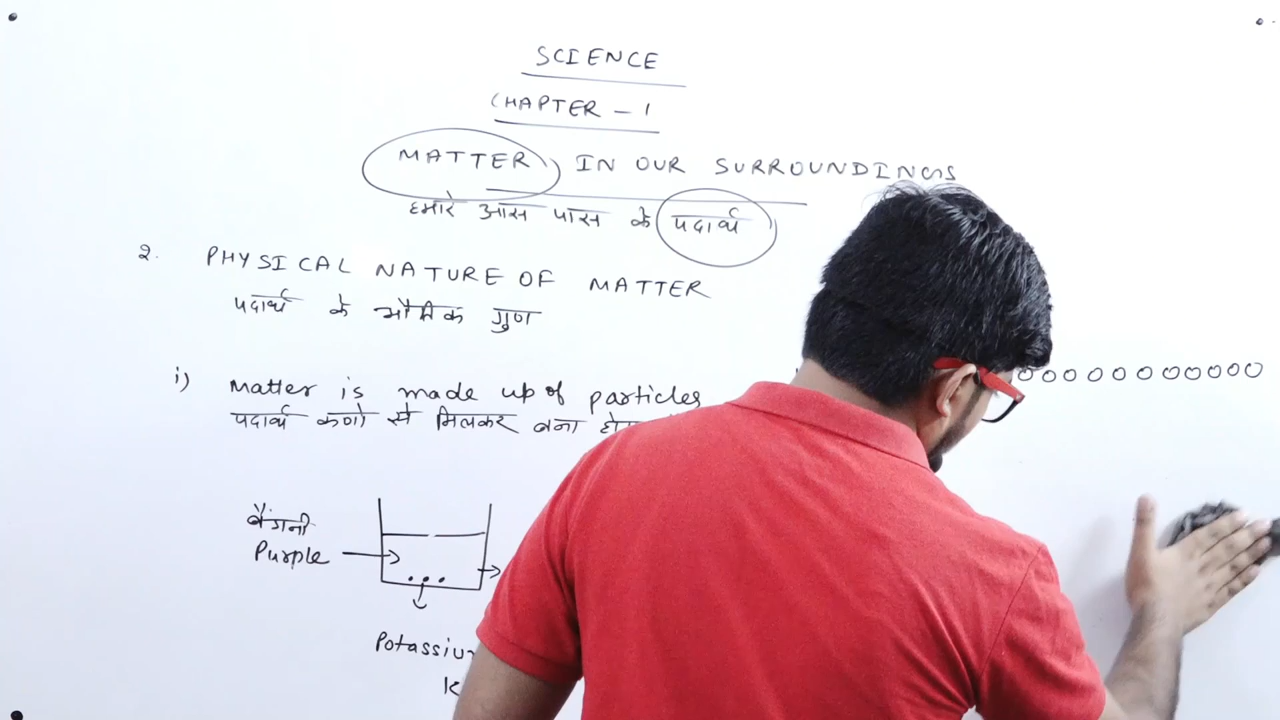 SCIENCE
CHAPTER - 1
MATTER IN OUR SURROUNDINGS
हमारे आस पास के पदार्थ
2. PHYSICAL NATURE OF MATTER
पदार्थ के भौतिक गुण
i) Matter is made up of particles
पदार्थ कणो से मिलकर बना
बैंगनी
Purple
Potassiu
K